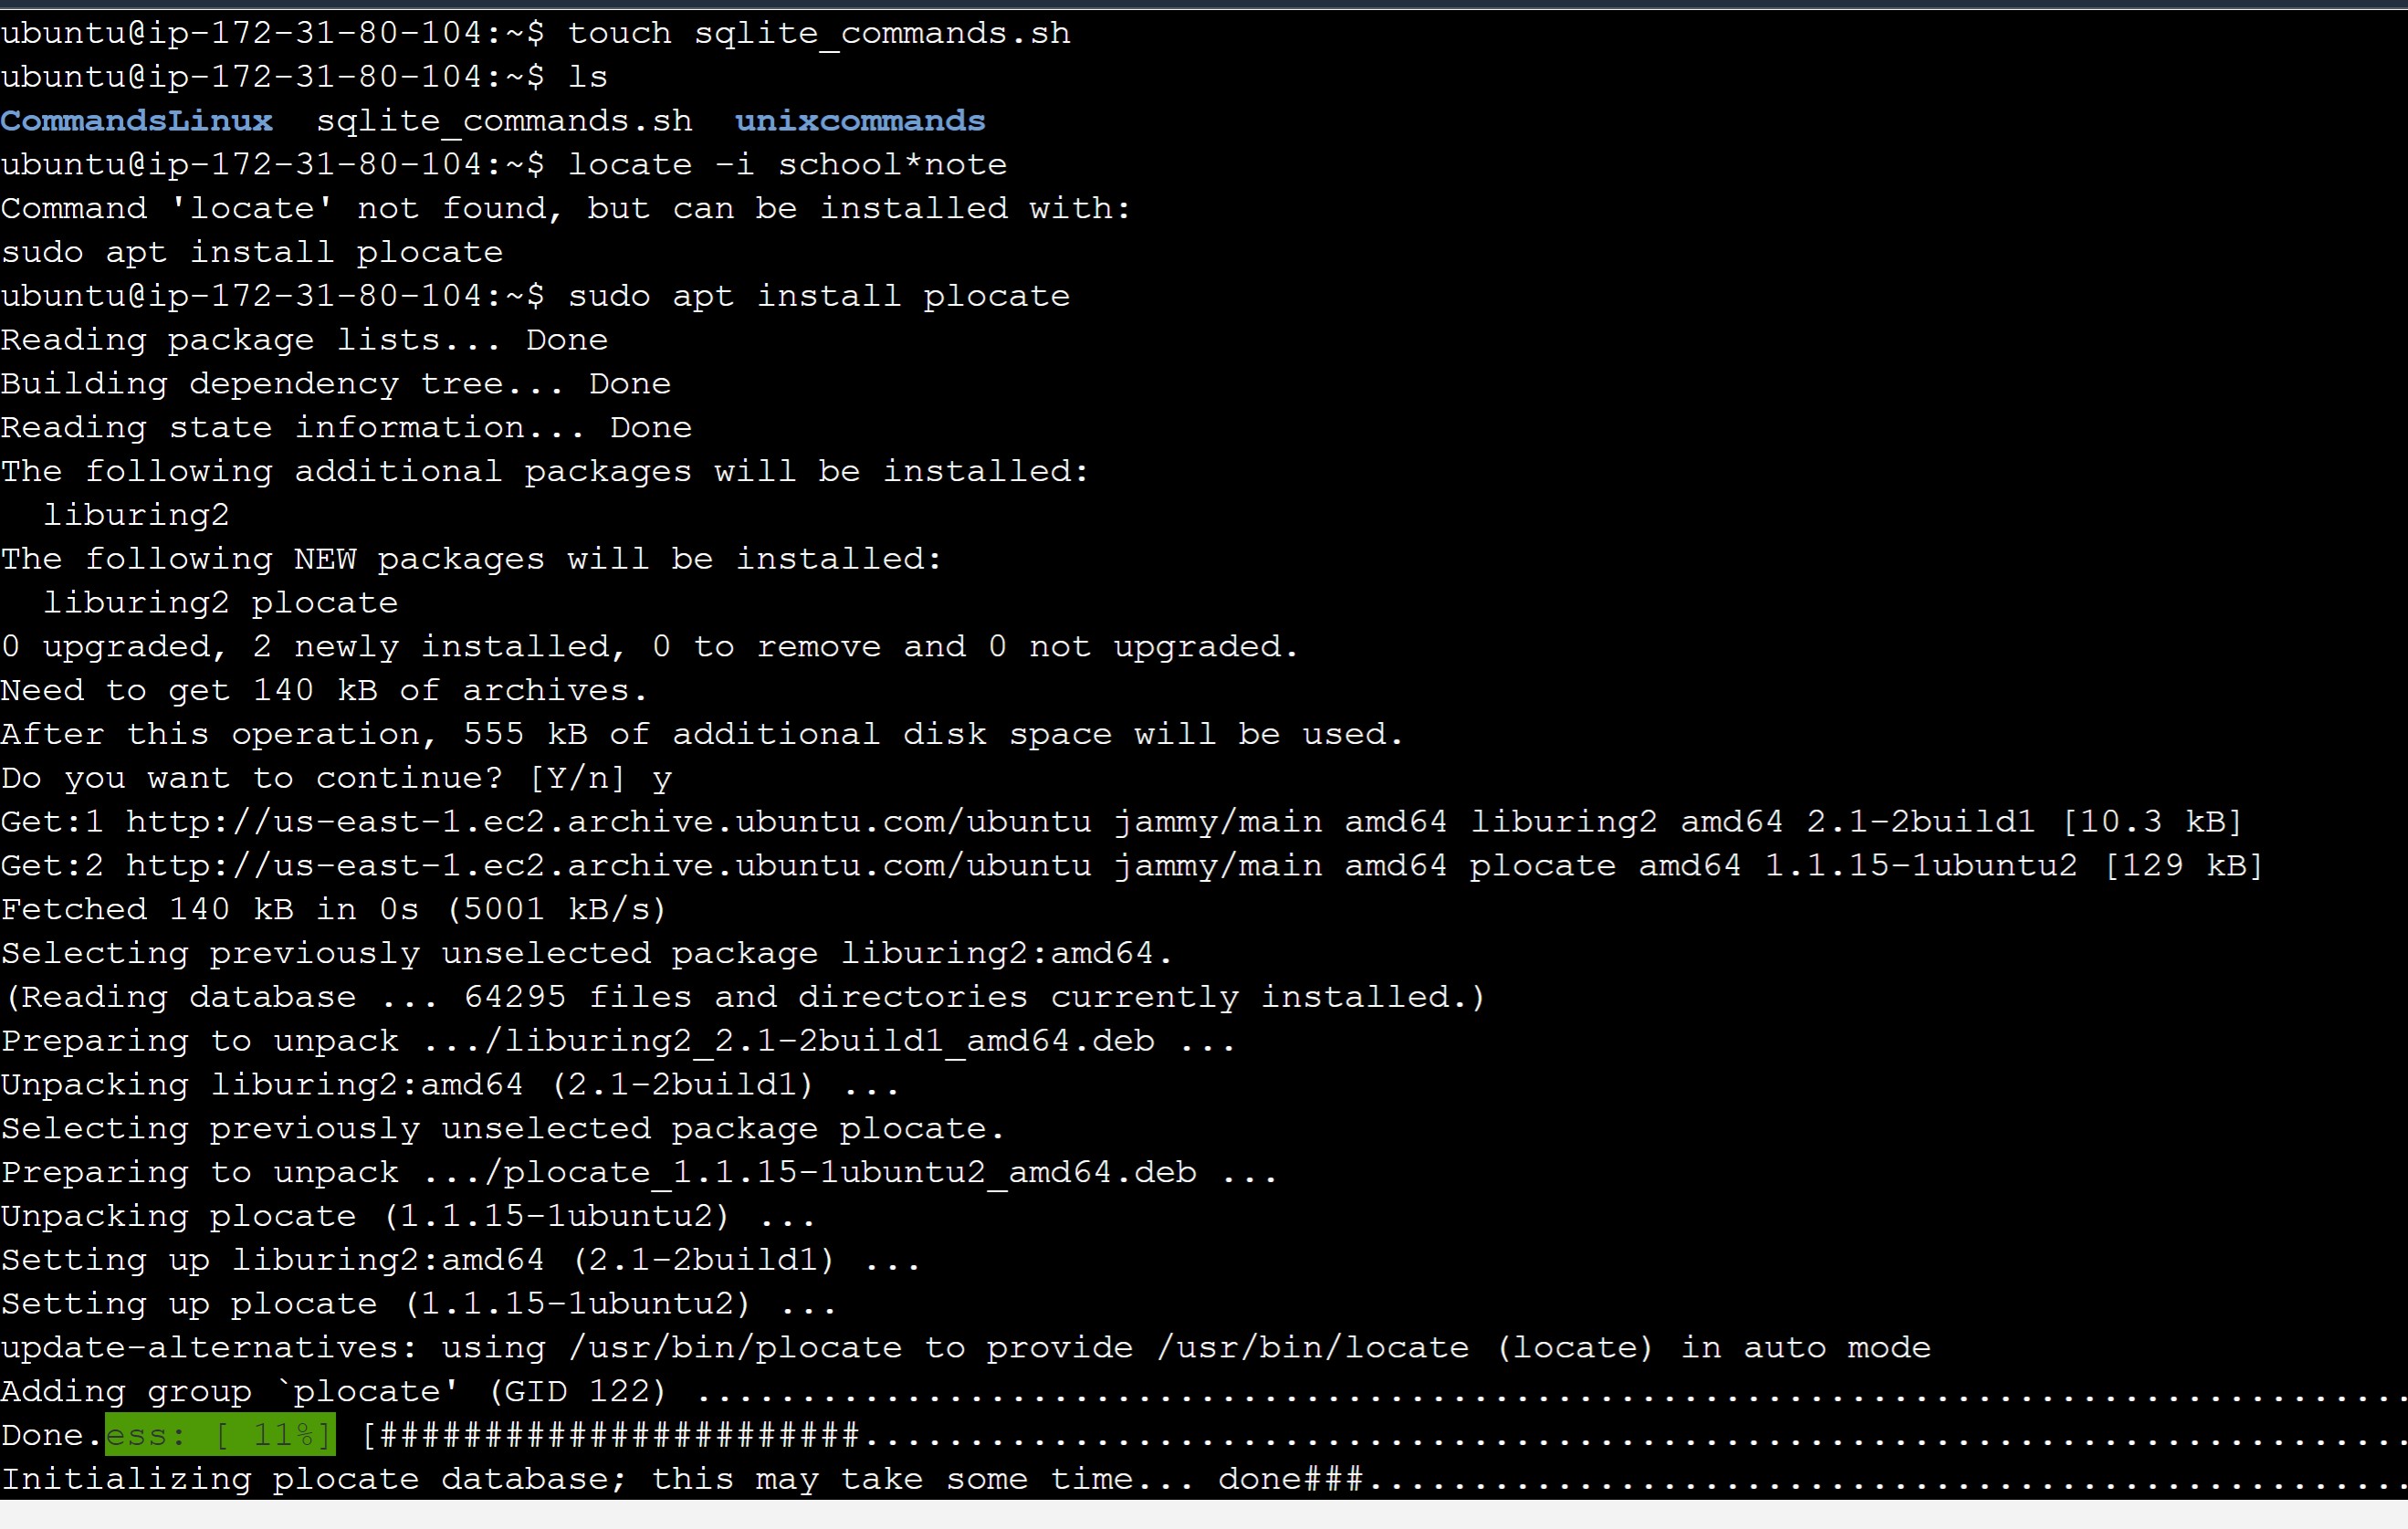 ubuntu@ip-172-31-80-104:~$ touch sqlite_commands.sh
ubuntu@ip-172-31-80-104:~$ ls
CommandsLinux  sqlite_commands.sh  unixcommands
ubuntu@ip-172-31-80-104:~$ locate -i school*note
Command 'locate' not found, but can be installed with:
sudo apt install plocate
ubuntu@ip-172-31-80-104:~$ sudo apt install plocate
Reading package lists... Done
Building dependency tree... Done
Reading state information... Done
The following additional packages will be installed:
  liburing2
The following NEW packages will be installed:
  liburing2 plocate
0 upgraded, 2 newly installed, 0 to remove and 0 not upgraded.
Need to get 140 kB of archives.
After this operation, 555 kB of additional disk space will be used.
Do you want to continue? [Y/n] y
Get:1 http://us-east-1.ec2.archive.ubuntu.com/ubuntu jammy/main amd64 liburing2 amd64 2.1-2build1 [10.3 kB]
Get:2 http://us-east-1.ec2.archive.ubuntu.com/ubuntu jammy/main amd64 plocate amd64 1.1.15-1ubuntu2 [129 kB]
Fetched 140 kB in 0s (5001 kB/s)
Selecting previously unselected package liburing2:amd64.
(Reading database ... 64295 files and directories currently installed.)
Preparing to unpack .../liburing2_2.1-2build1_amd64.deb ...
Unpacking liburing2:amd64 (2.1-2build1) ...
Selecting previously unselected package plocate.
Preparing to unpack .../plocate_1.1.15-1ubuntu2_amd64.deb ...
Unpacking plocate (1.1.15-1ubuntu2) ...
Setting up liburing2:amd64 (2.1-2build1) ...
Setting up plocate (1.1.15-1ubuntu2) ...
update-alternatives: using /usr/bin/plocate to provide /usr/bin/locate (locate) in auto mode
Adding group `plocate' (GID 122) .................................................................................
Done.ess: [ 11%] [#######################.........................................................................
Initializing plocate database; this may take some time... done###.................................................